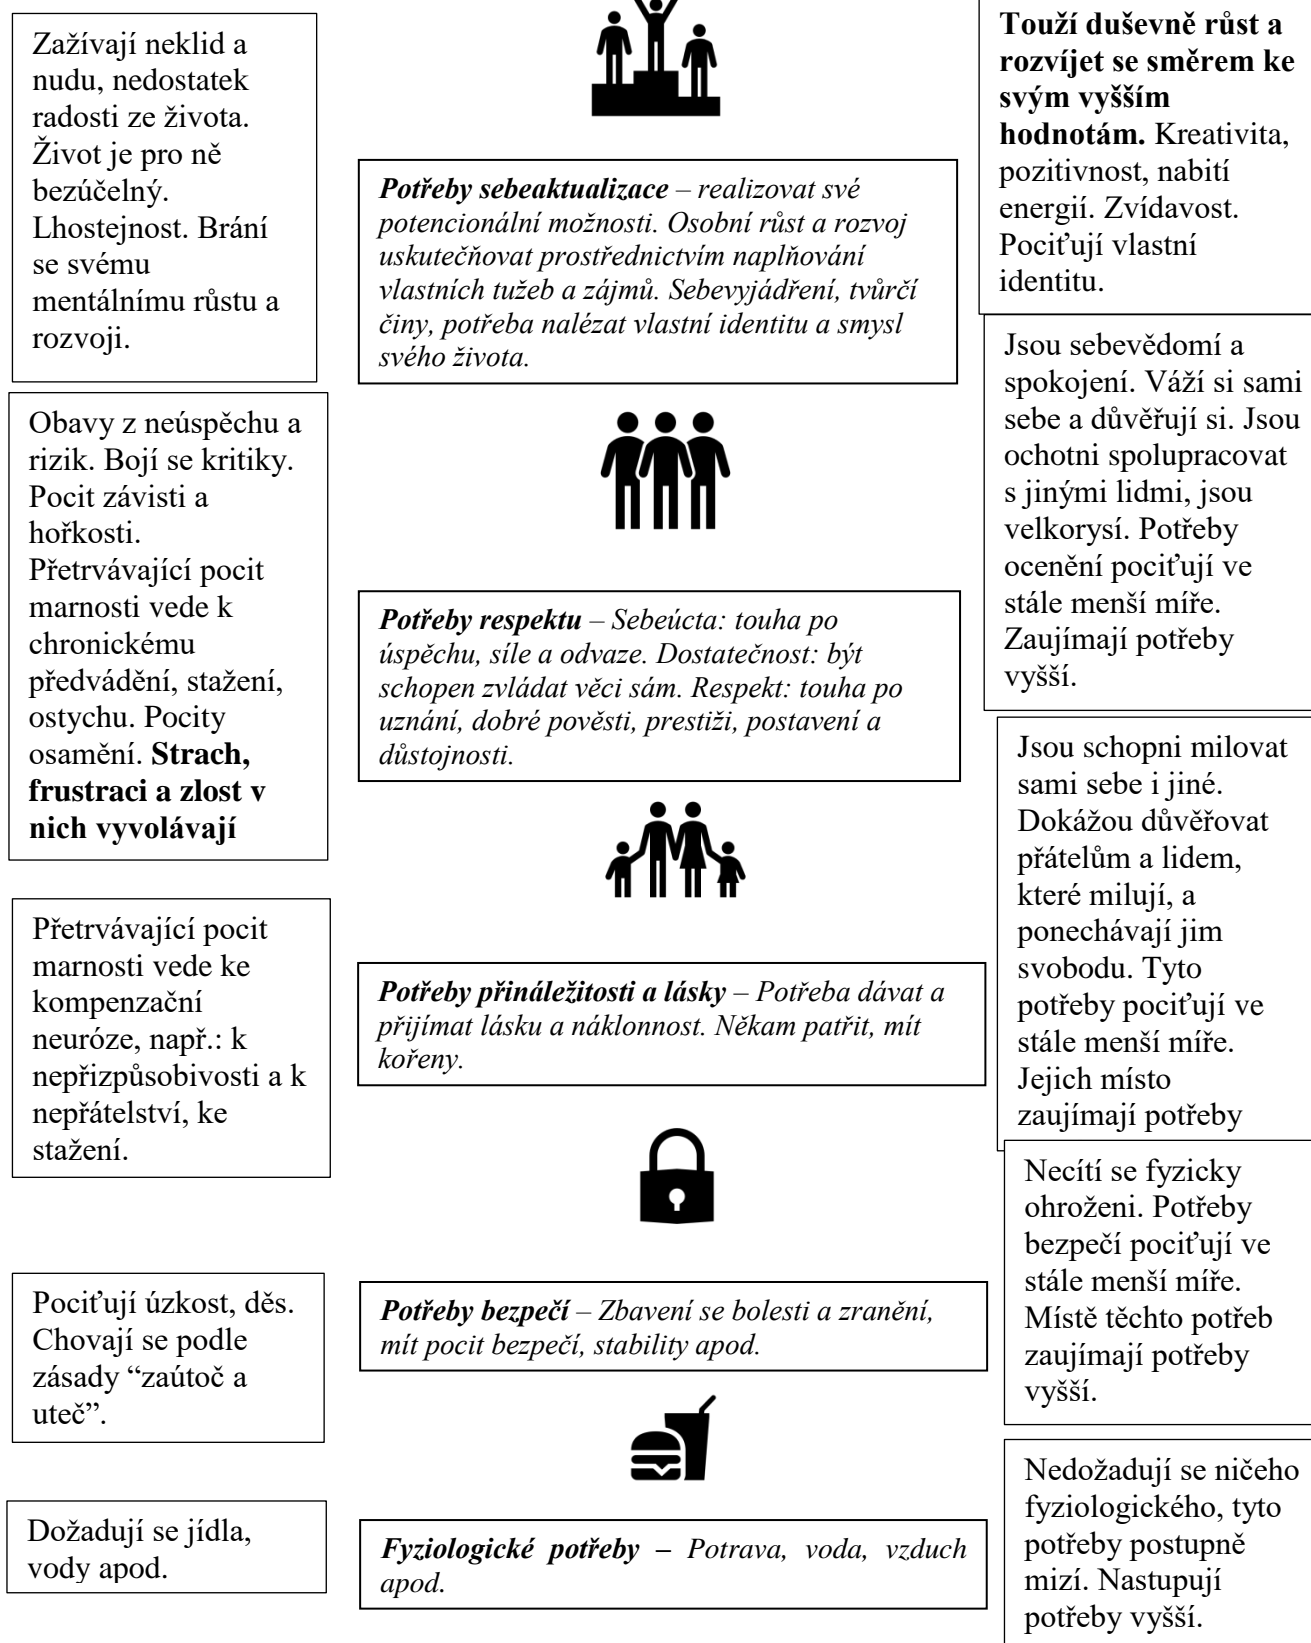 Zažívají neklid a
nudu, nedostatek
radosti ze života.
Život je pro ně
bezúčelný.
Lhostejnost. Brání
se svému
mentálnímu růstu a
rozvoji.
Potřeby sebeaktualizace – realizovat své
potencionální možnosti. Osobní růst a rozvoj
uskutečňovat prostřednictvím naplňování
vlastních tužeb a zájmů. Sebevyjádření, tvůrčí
činy, potřeba nalézat vlastní identitu a smysl
svého života.
Touží duševně růst a
rozvíjet se směrem ke
svým vyšším
hodnotám. Kreativita,
pozitivnost, nabití
energií. Zvídavost.
Pociťují vlastní
identitu.
Obavy z neúspěchu a
rizik. Bojí se kritiky.
Pocit závisti a
hořkosti.
Přetrvávající pocit
marnosti vede k
chronickému
předvádění, stažení,
ostychu. Pocity
osamění. Strach,
frustraci a zlost v
nich vyvolávají
Potřeby respektu – Sebeúcta: touha po
úspěchu, síle a odvaze. Dostatečnost: být
schopen zvládat věci sám. Respekt: touha po
uznání, dobré pověsti, prestiži, postavení a
důstojnosti.
Jsou sebevědomí a
spokojení. Váží si sami
sebe a důvěřují si. Jsou
ochotni spolupracovat
s jinými lidmi, jsou
velkorysí. Potřeby
ocenění pociťují ve
stále menší míře.
Zaujímají potřeby
vyšší.
Přetrvávající pocit
marnosti vede ke
kompenzační
neuróze, např.: k
nepřizpůsobivosti a k
nepřátelství, ke
stažení.
Potřeby přináležitosti a lásky – Potřeba dávat a
přijímat lásku a náklonnost. Někam patřit, mít
kořeny.
Jsou schopni milovat
sami sebe i jiné.
Dokážou důvěřovat
přátelům a lidem,
které milují, a
ponechávají jim
svobodu. Tyto
potřeby pociťují ve
stále menší míře.
Jejich místo
zaujímají potřeby
Pociťují úzkost, děs.
Chovají se podle
zásady “zaútoč a
uteč”.
Potřeby bezpečí – Zbavení se bolesti a zranění,
mít pocit bezpečí, stability apod.
Necítí se fyzicky
ohroženi. Potřeby
bezpečí pociťují ve
stále menší míře.
Místě těchto potřeb
zaujímají potřeby
vyšší.
Dožadují se jídla,
vody apod.
Fyziologické potřeby – Potrava, voda, vzduch
apod.
Nedožadují se ničeho
fyziologického, tyto
potřeby postupně
mizí. Nastupují
potřeby vyšší.